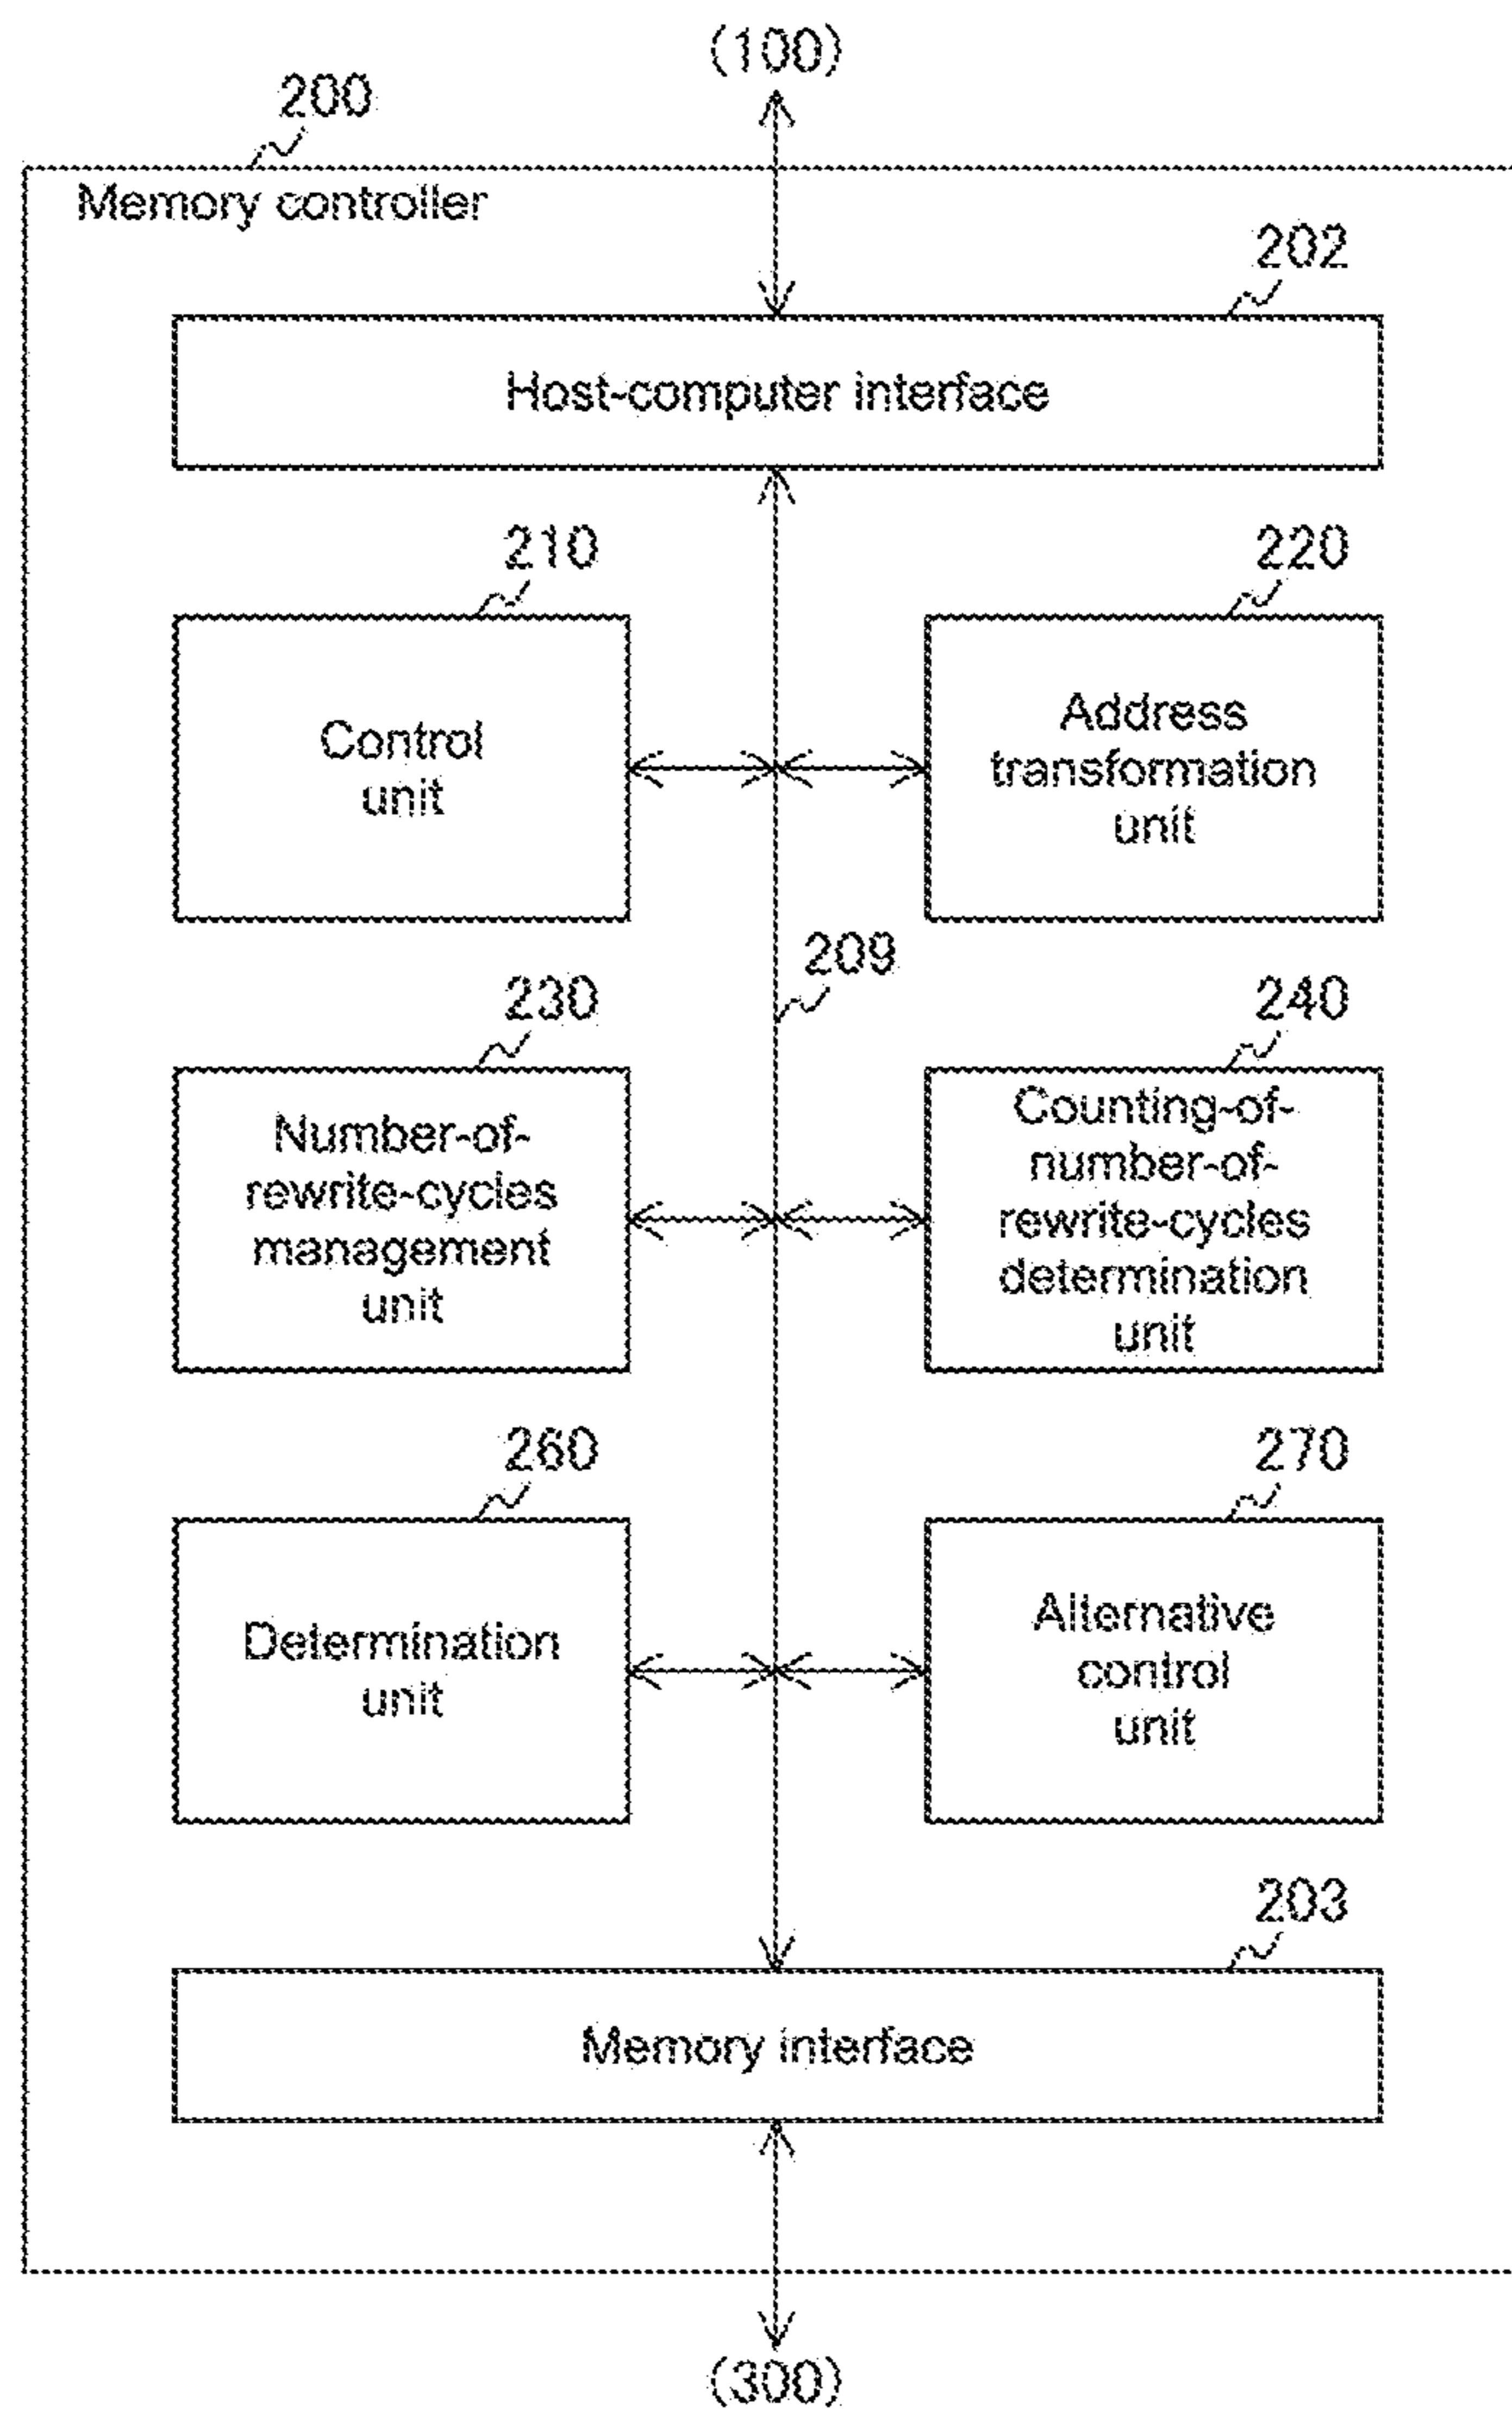 (100)
200
Memory controller
202
Host-computer interface
210
220
Control
unit
Address
transformation
unit
209
230
240
Number-of-
rewrite-cycles
management
unit
Counting-of-
number-of-
rewrite-cycles
determination
unit
260
270
Determination
unit
Alternative
control
unit
203
Memory interface
(300)